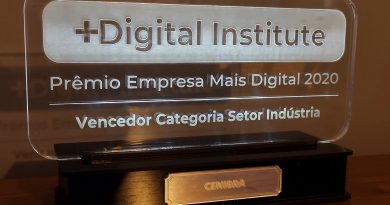 +Digital Institute
Prêmio Empresa Mais Digital 2020
Vencedor Categoria Setor Indústria
CENIBRA